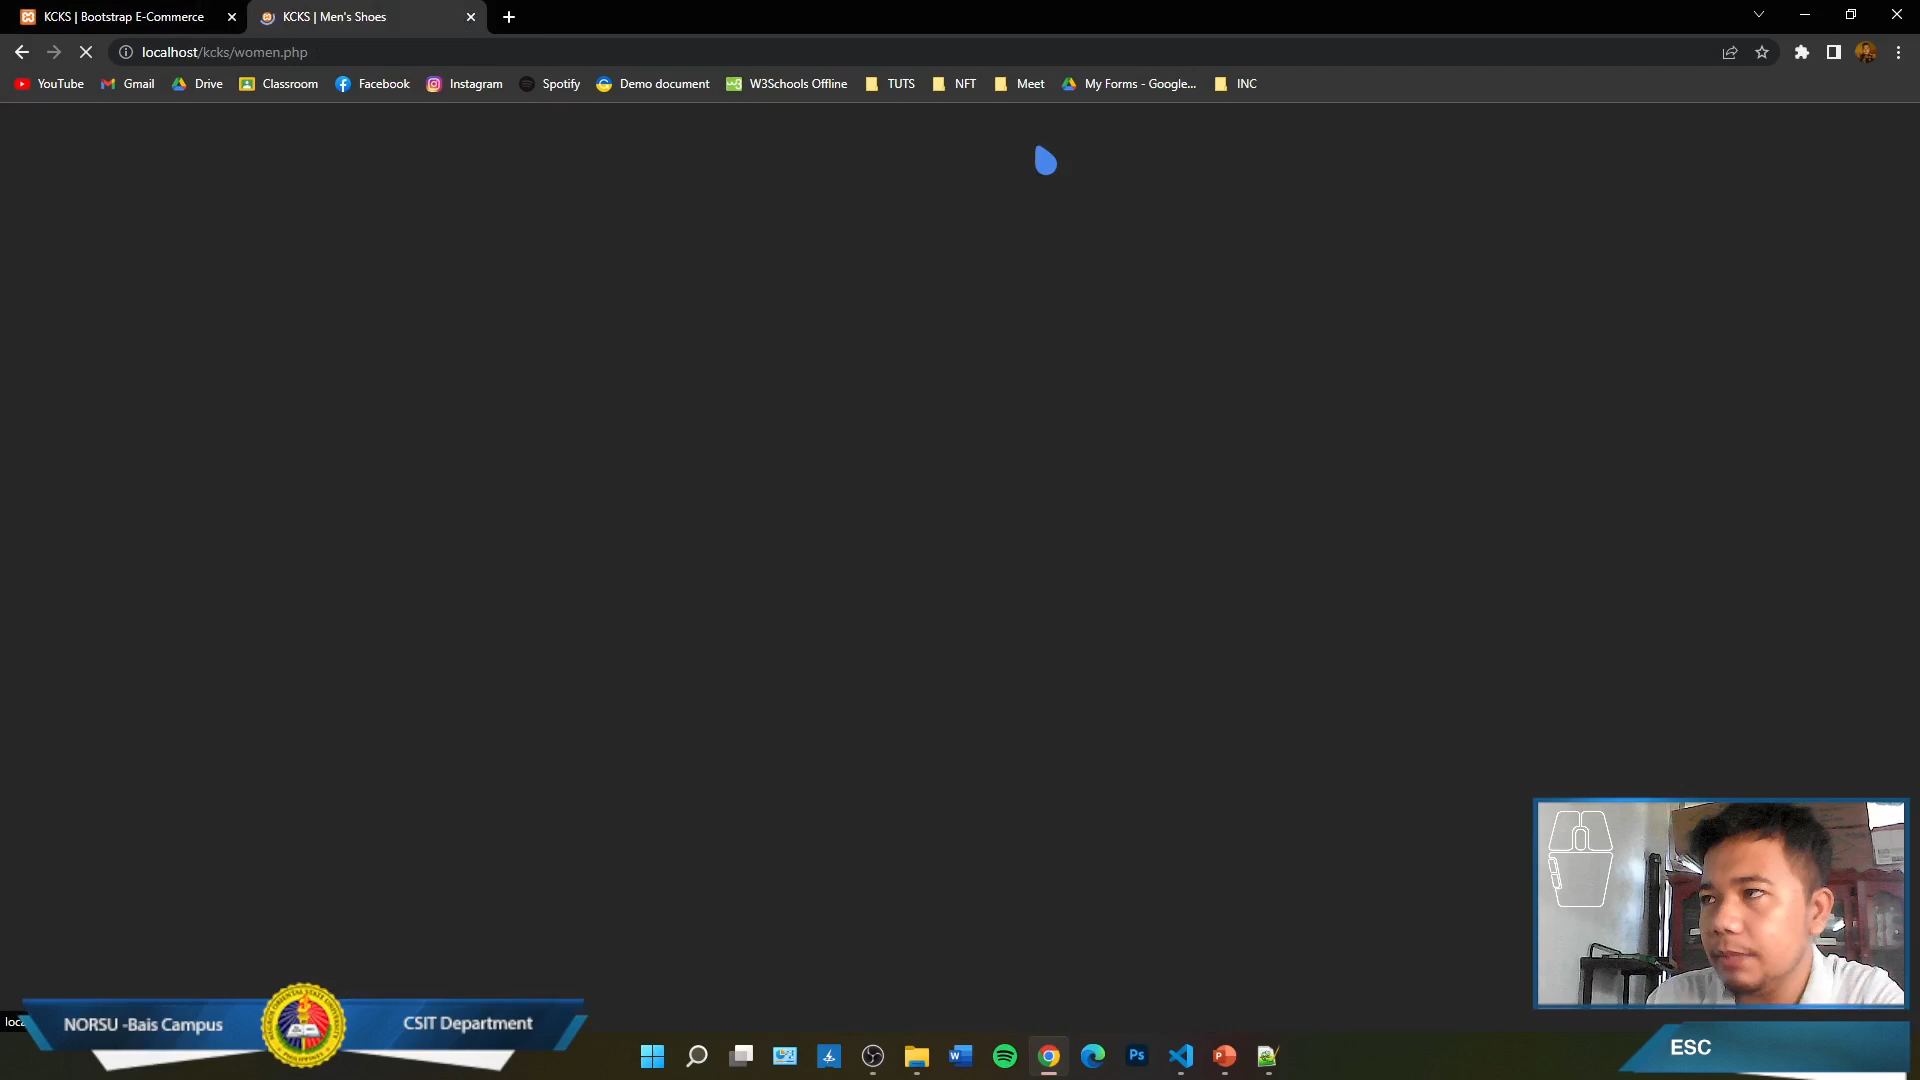 KCKS | Bootstrap E-Commerce
KCKS | Men's Shoes
localhost/kcks/women.php
YouTube
Gmail
Drive
Classroom
Facebook
Instagram
Spotify
Demo document
W3Schools Offline
TUTS
NFT
Meet
My Forms - Google...
INC
NORSU -Bais Campus
CSIT Department
W
Ps
P
ESC